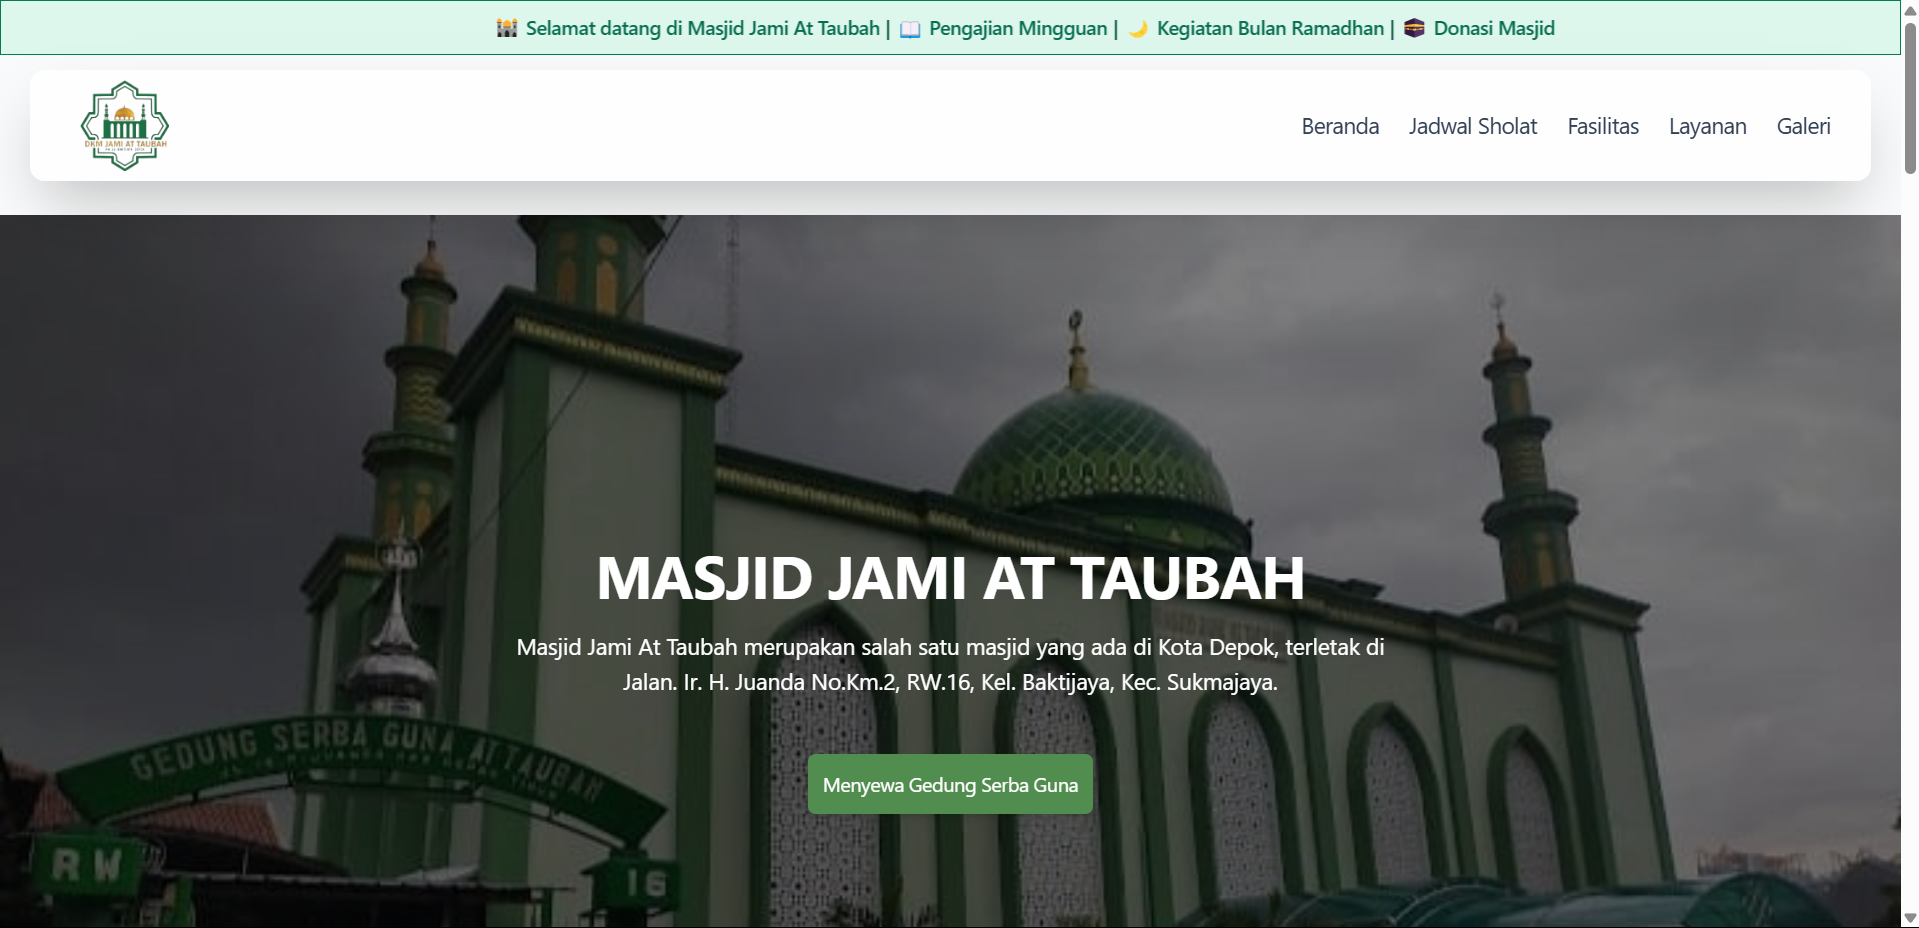 🕌 Selamat datang di Masjid Jami At Taubah | 📖 Pengajian Mingguan | 🌙 Kegiatan Bulan Ramadhan | 🕋 Donasi Masjid
DKM JAMI AT TAUBAH
Beranda Jadwal Sholat Fasilitas Layanan Galeri
MASJID JAMI AT TAUBAH
Masjid Jami At Taubah merupakan salah satu masjid yang ada di Kota Depok, terletak di
Jalan. Ir. H. Juanda No.Km.2, RW.16, Kel. Baktijaya, Kec. Sukmajaya.
GEDUNG SERBA GUNA AT TAUBAH
Menyewa Gedung Serba Guna
RW 16